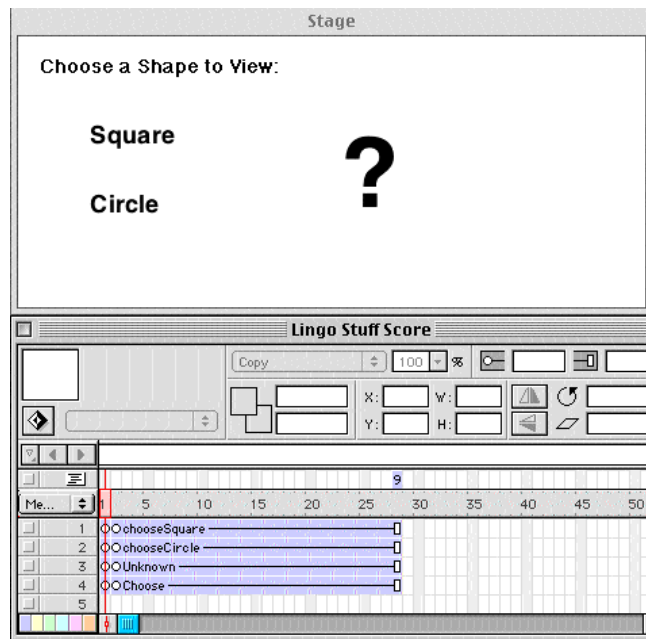 Stage
Choose a Shape to View:
Square
?
Circle
Lingo Stuff Score
Copy 100 %
X: W:
Y: H:
9
Me... 1 5 10 15 20 25 30 35 40 45 50
1 chooseSquare
2 chooseCircle
3 Unknown
4 Choose
5